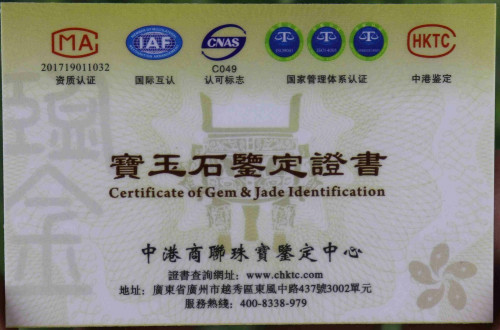 MA
IAF
CNAS
HKTC
201719011032
C049
资质认证
国际互认
认可标志
国家管理体系认证
中港鉴定
寶玉石鑒定證書
Certificate of Gem & Jade Identification
中港商聯珠寶鑒定中心
證書查詢網址：www.chktc.com
地址：廣東省廣州市越秀區東風中路437號3002單元
服務熱綫：400-8338-979